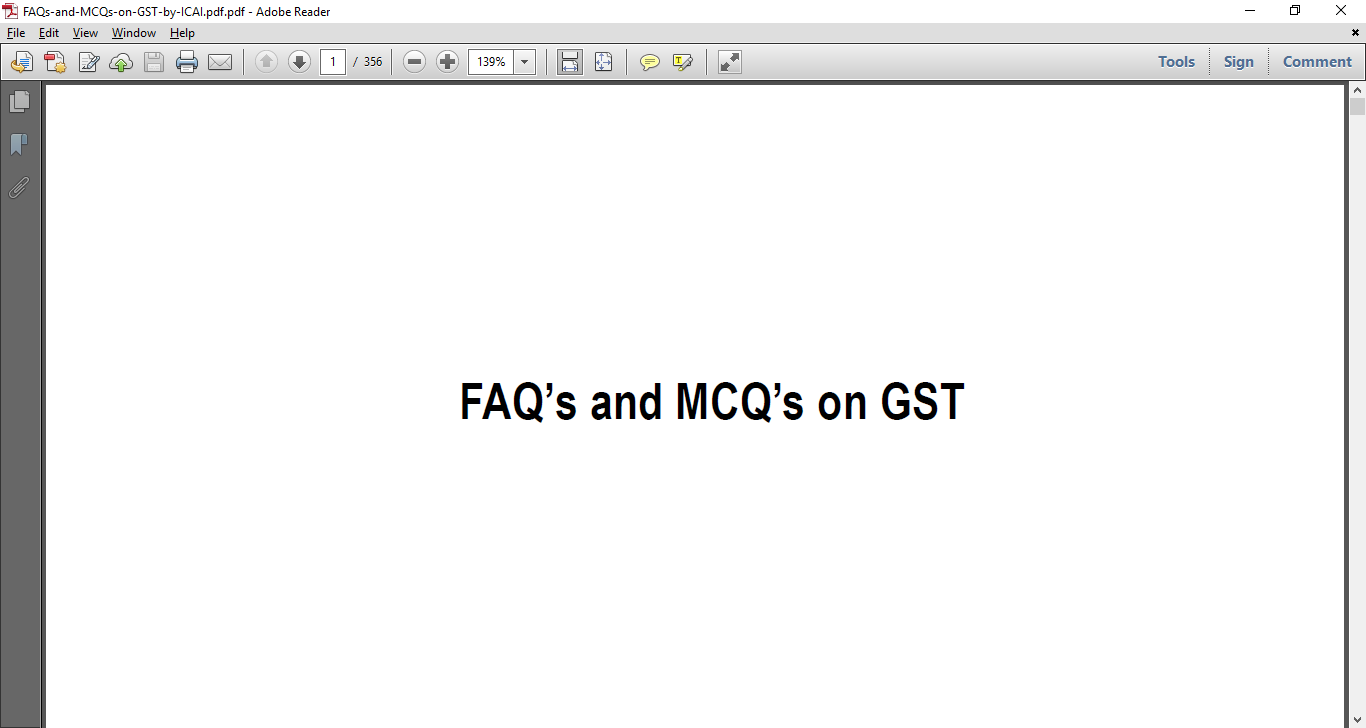 FAQs-and-MCQs-on-GST-by-ICAI.pdf.pdf - Adobe Reader
File Edit View Window Help
1 / 356 139% Tools Sign Comment
FAQ’s and MCQ’s on GST